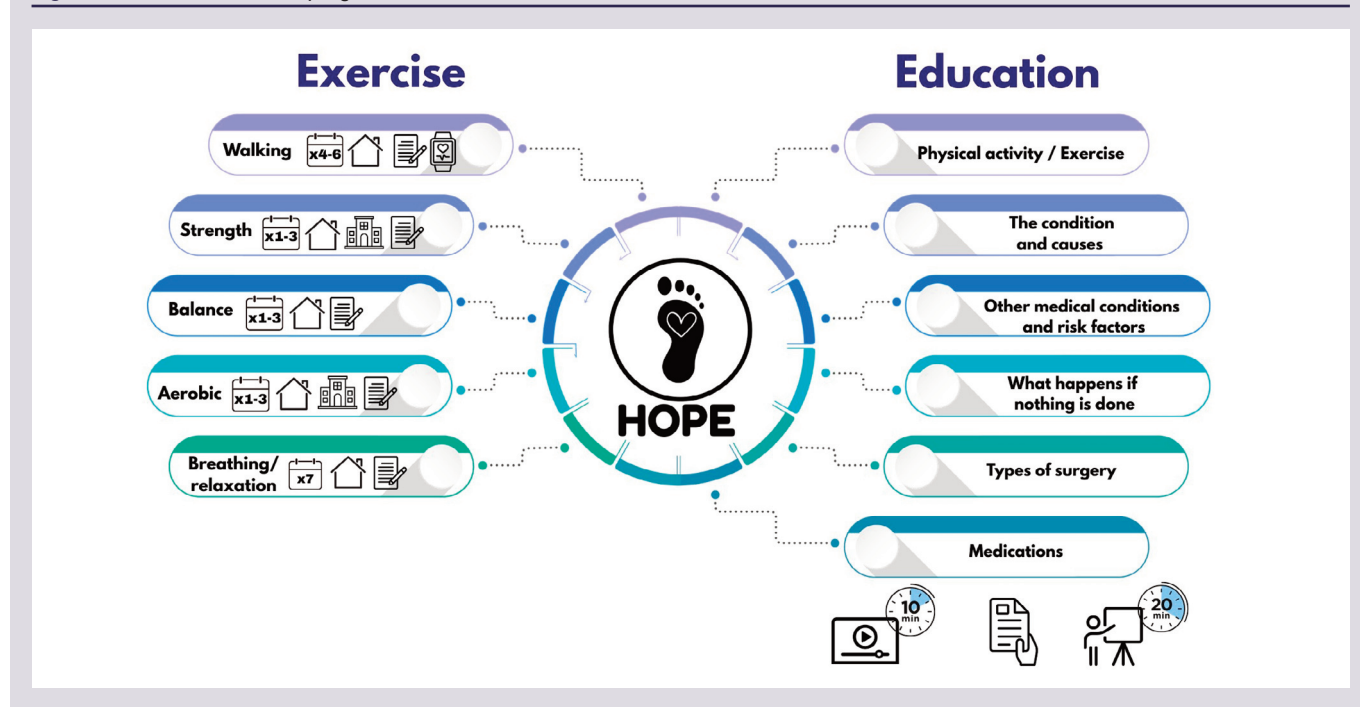 Exercise
Education
Walking x4-6
Strength x1-3
Balance x1-3
Aerobic x1-3
Breathing/
relaxation x7
HOPE
Physical activity / Exercise
The condition
and causes
Other medical conditions
and risk factors
What happens if
nothing is done
Types of surgery
Medications
10
min
20
min